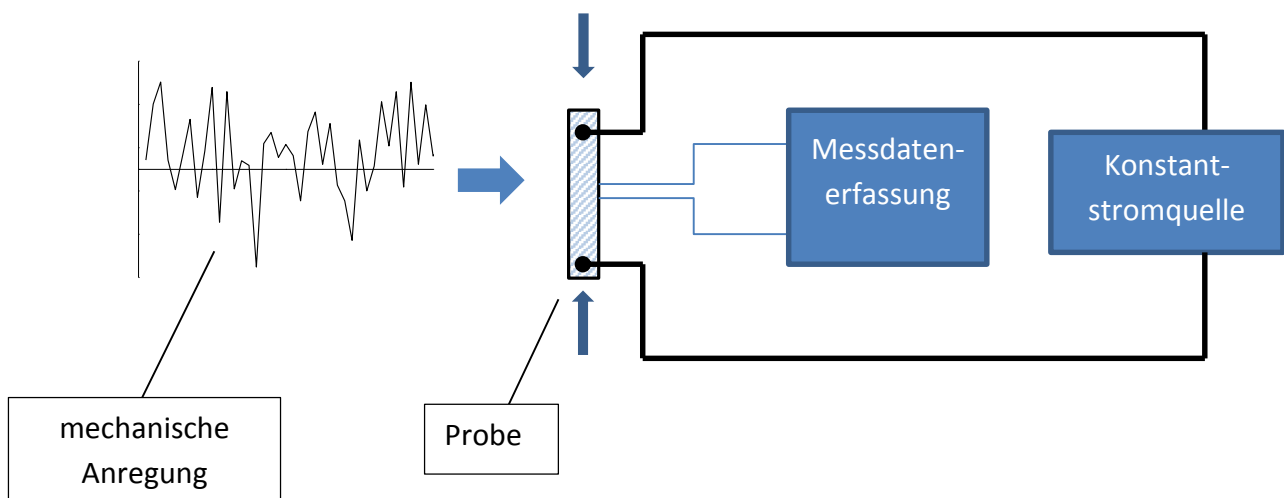 Messdaten-
erfassung
Konstant-
stromquelle
mechanische
Anregung
Probe